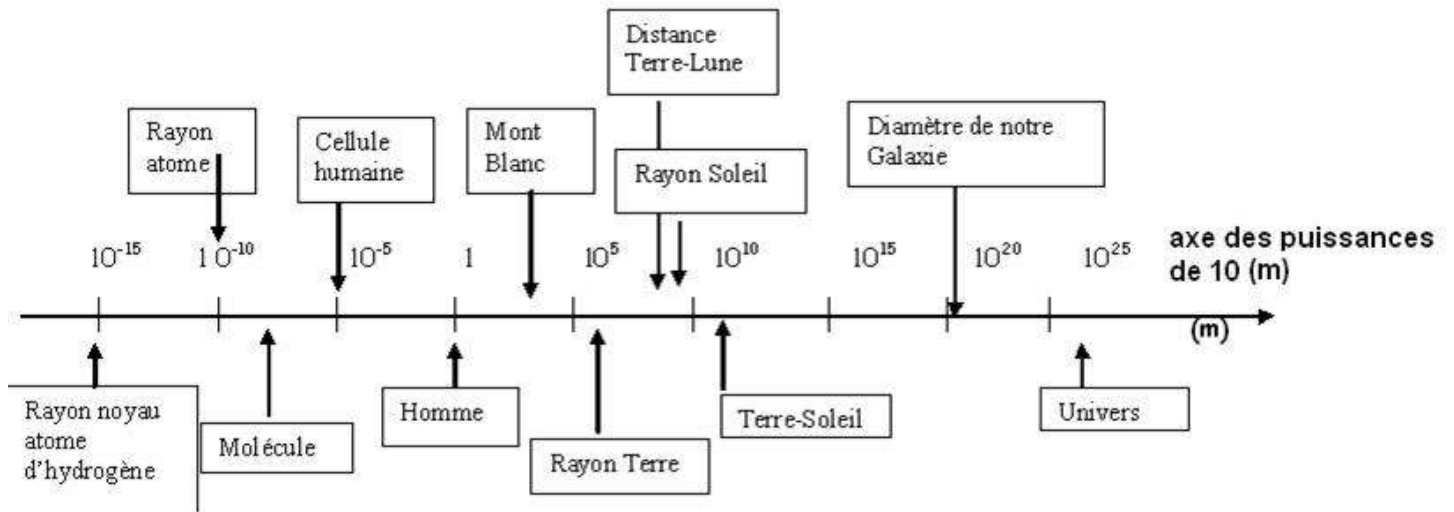 Distance
Terre-Lune
Rayon
atome
Cellule
humaine
Mont
Blanc
Rayon Soleil
Diamètre de notre
Galaxie
10⁻¹⁵ 1 0⁻¹⁰ 10⁻⁵ 1 10⁵ 10¹⁰ 10¹⁵ 10²⁰ 10²⁵ axe des puissances
de 10 (m)
(m)
Rayon noyau
atome
d'hydrogène
Molécule
Homme
Rayon Terre
Terre-Soleil
Univers